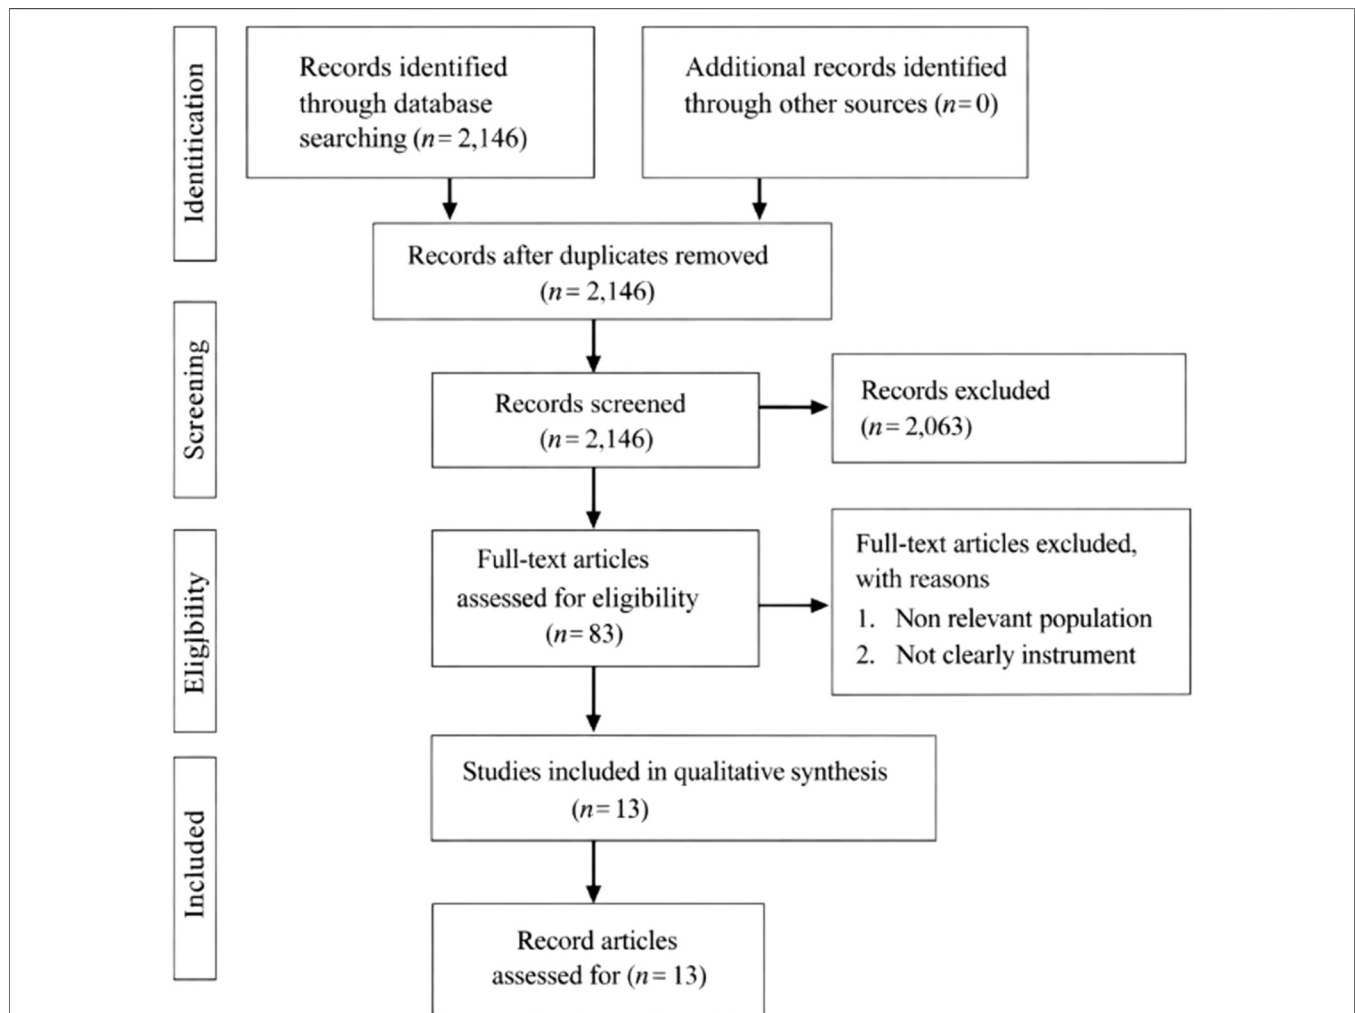 Identitication
Records identified
through database
searching (n= 2,146)
Additional records identified
through other sources (n=0)
Records after duplicates removed
(n= 2,146)
Screening
Records screened
(n= 2,146)
Records excluded
(n= 2,063)
Eligibility
Full-text articles
assessed for eligibility
(n= 83)
Full-text articles excluded,
with reasons
1. Non relevant population
2. Not clearly instrument
Included
Studies included in qualitative synthesis
(n= 13)
Record articles
assessed for (n= 13)